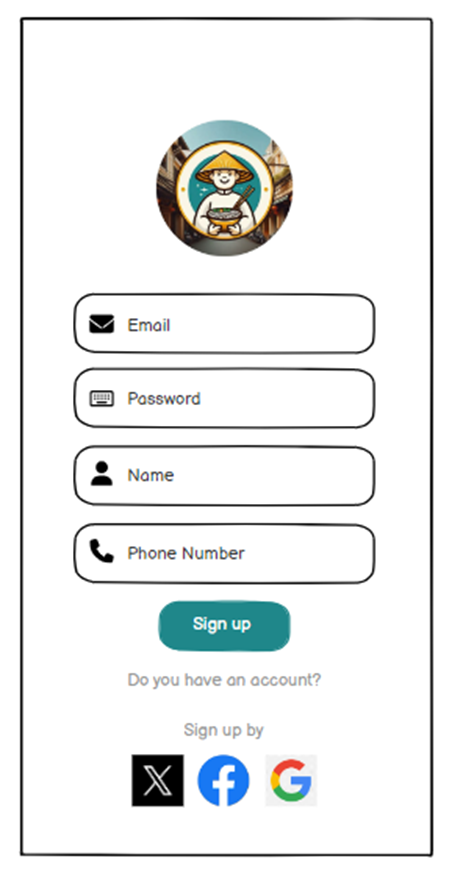 Email
Password
Name
Phone Number
Sign up
Do you have an account?
Sign up by